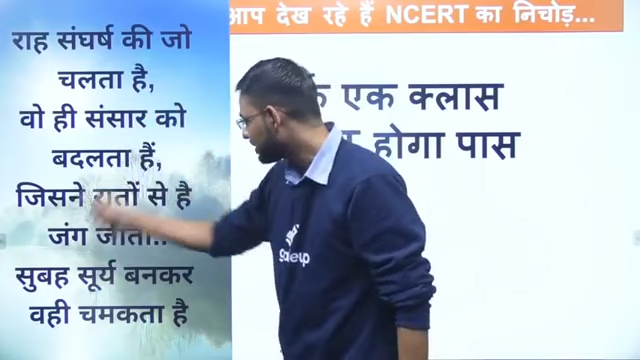 आप देख रहे हैं NCERT का निचोड़...
राह संघर्ष की जो
चलता है,
वो ही संसार को
बदलता हैं,
जिसने रातों से है
जंग जीती..
सुबह सूर्य बनकर
वही चमकता है
एक क्लास
होगा पास